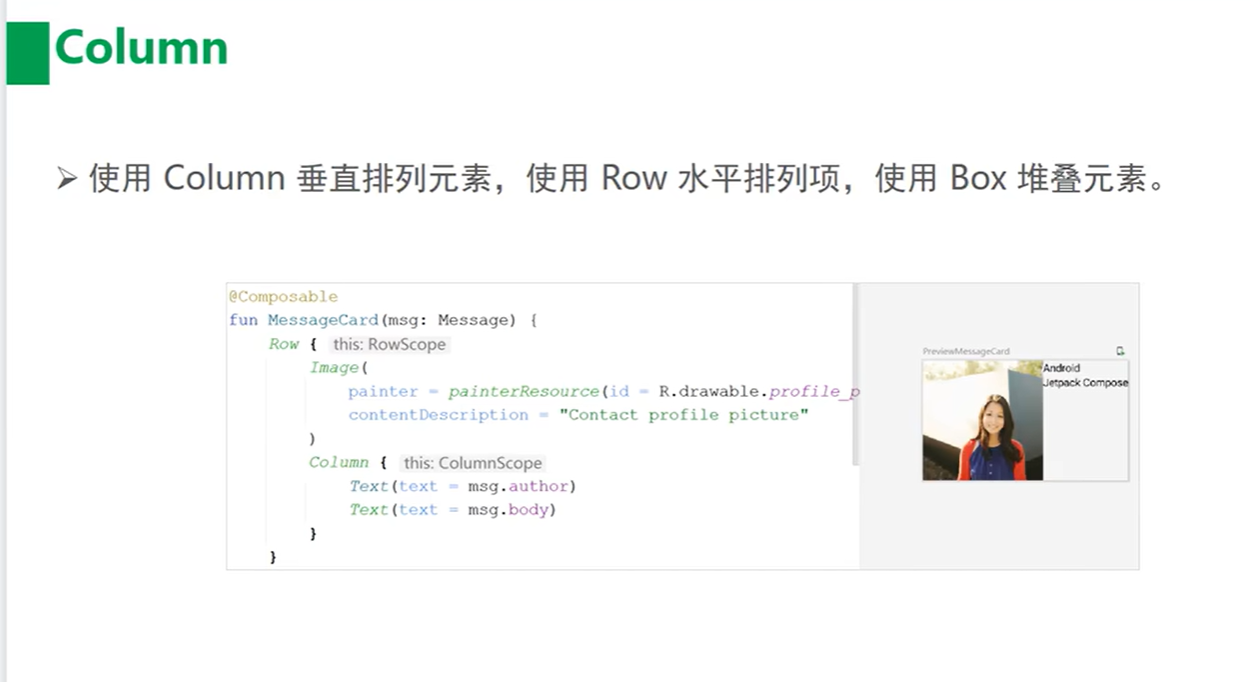 Column
➢ 使用 Column 垂直排列元素，使用 Row 水平排列项，使用 Box 堆叠元素。
@Composable
fun MessageCard(msg: Message) {
Row { this: RowScope
Image(
painter = painterResource(id = R.drawable.profile_p
contentDescription = "Contact profile picture"
)
Column { this: ColumnScope
Text(text = msg.author)
Text(text = msg.body)
}
}
PreviewMessageCard
Android
Jetpack Compose